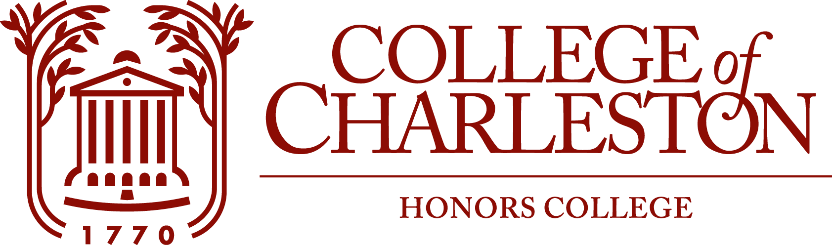 COLLEGE of
CHARLESTON
HONORS COLLEGE
1770